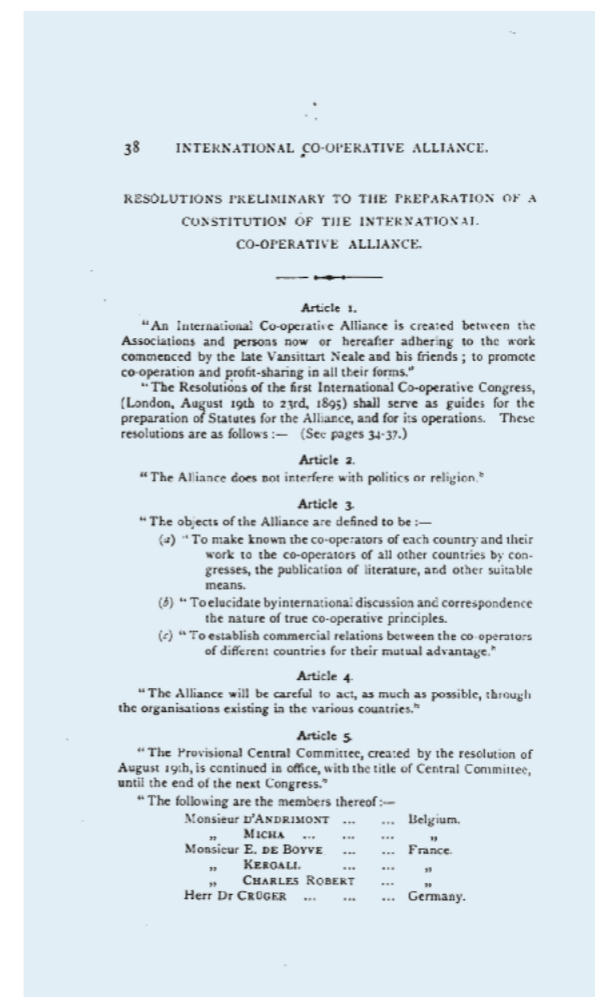 38 INTERNATIONAL CO-OPERATIVE ALLIANCE.
RESOLUTIONS PRELIMINARY TO THE PREPARATION OF A
CONSTITUTION OF THE INTERNATIONAL
CO-OPERATIVE ALLIANCE.
Article 1.
"An International Co-operative Alliance is created between the
Associations and persons now or hereafter adhering to the work
commenced by the late Vansittart Neale and his friends; to promote
co-operation and profit-sharing in all their forms."
"The Resolutions of the first International Co-operative Congress,
(London, August 19th to 23rd, 1895) shall serve as guides for the
preparation of Statutes for the Alliance, and for its operations. These
resolutions are as follows:— (See pages 34-37.)
Article 2.
"The Alliance does not interfere with politics or religion."
Article 3.
"The objects of the Alliance are defined to be:—
(a) "To make known the co-operators of each country and their
work to the co-operators of all other countries by con-
gresses, the publication of literature, and other suitable
means.
(b) "To elucidate by international discussion and correspondence
the nature of true co-operative principles.
(c) "To establish commercial relations between the co-operators
of different countries for their mutual advantage."
Article 4.
"The Alliance will be careful to act, as much as possible, through
the organisations existing in the various countries."
Article 5.
"The Provisional Central Committee, created by the resolution of
August 19th, is continued in office, with the title of Central Committee,
until the end of the next Congress."
"The following are the members thereof:—
Monsieur D'ANDRIMONT ... ... Belgium.
„ MICHA ... ... ... „
Monsieur E. DE BOYVE ... ... France.
„ KERGALL ... ... „
„ CHARLES ROBERT ... „
Herr Dr CRÜGER ... ... ... Germany.